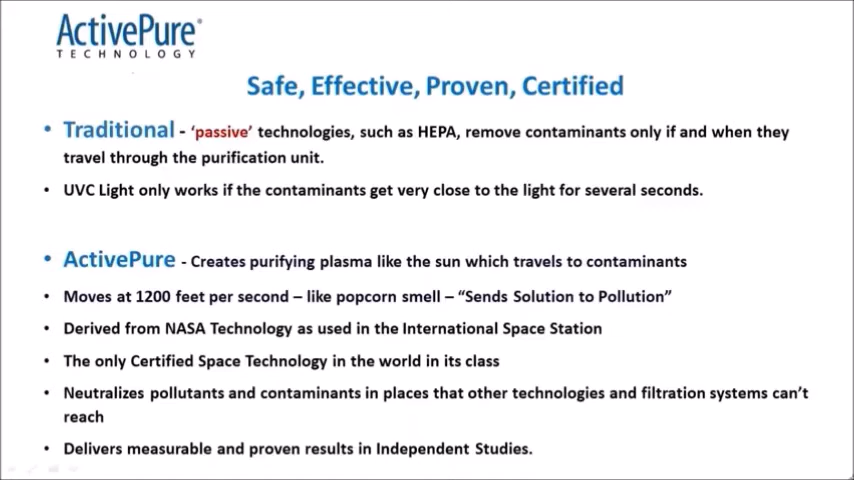 ActivePure®
TECHNOLOGY
Safe, Effective, Proven, Certified
• Traditional - ‘passive’ technologies, such as HEPA, remove contaminants only if and when they
travel through the purification unit.
• UVC Light only works if the contaminants get very close to the light for several seconds.
• ActivePure - Creates purifying plasma like the sun which travels to contaminants
• Moves at 1200 feet per second – like popcorn smell – “Sends Solution to Pollution”
• Derived from NASA Technology as used in the International Space Station
• The only Certified Space Technology in the world in its class
• Neutralizes pollutants and contaminants in places that other technologies and filtration systems can’t
reach
• Delivers measurable and proven results in Independent Studies.